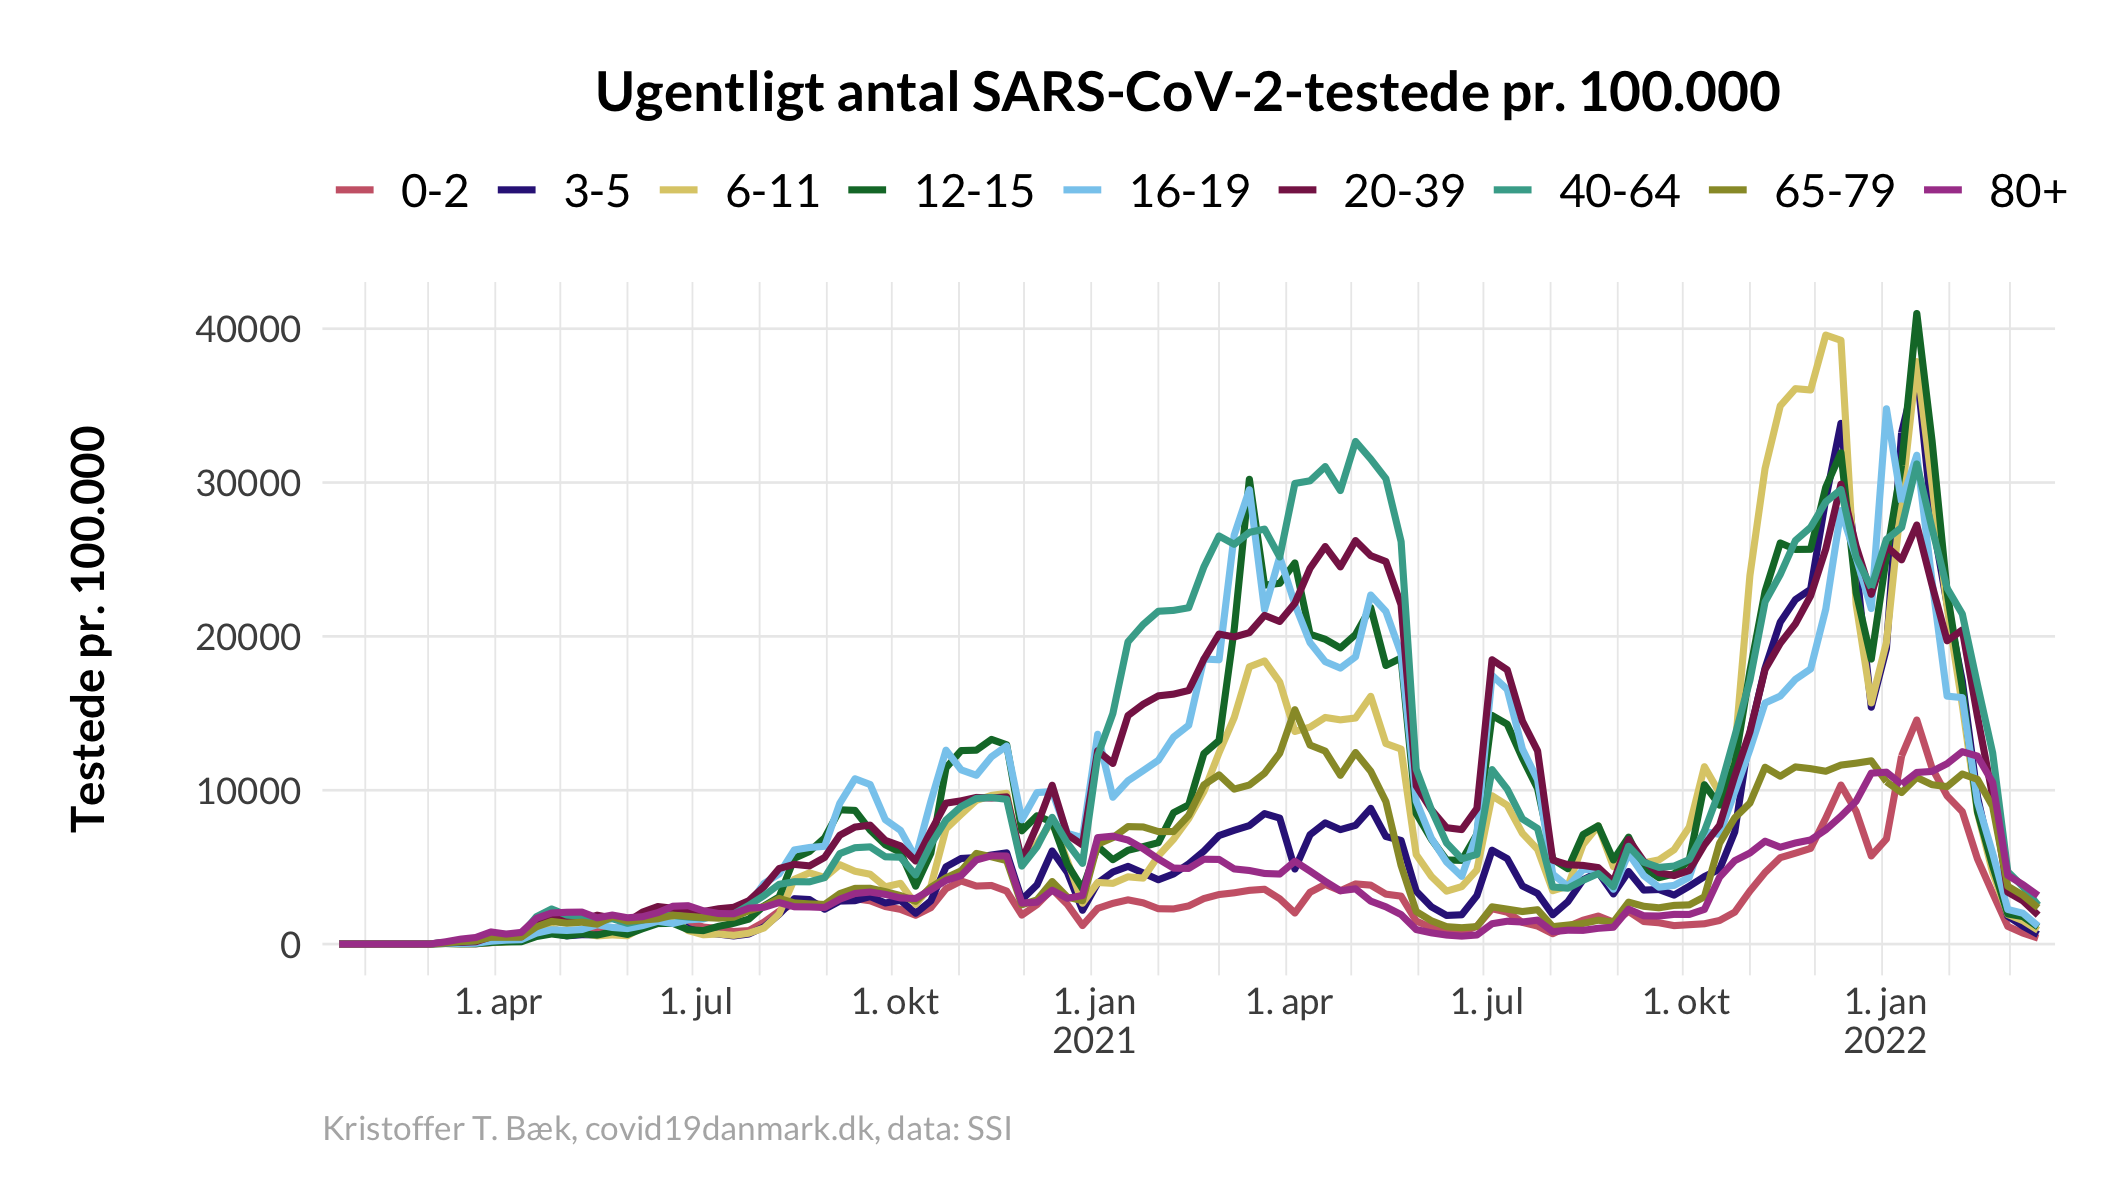 Ugentligt antal SARS-CoV-2-testede pr. 100.000
0-2 3-5 6-11 12-15 16-19 20-39 40-64 65-79 80+
Testede pr. 100.000
40000
30000
20000
10000
0
1. apr 1. jul 1. okt 1. jan 1. apr 1. jul 1. okt 1. jan
2021 2022
Kristoffer T. Bæk, covid19danmark.dk, data: SSI